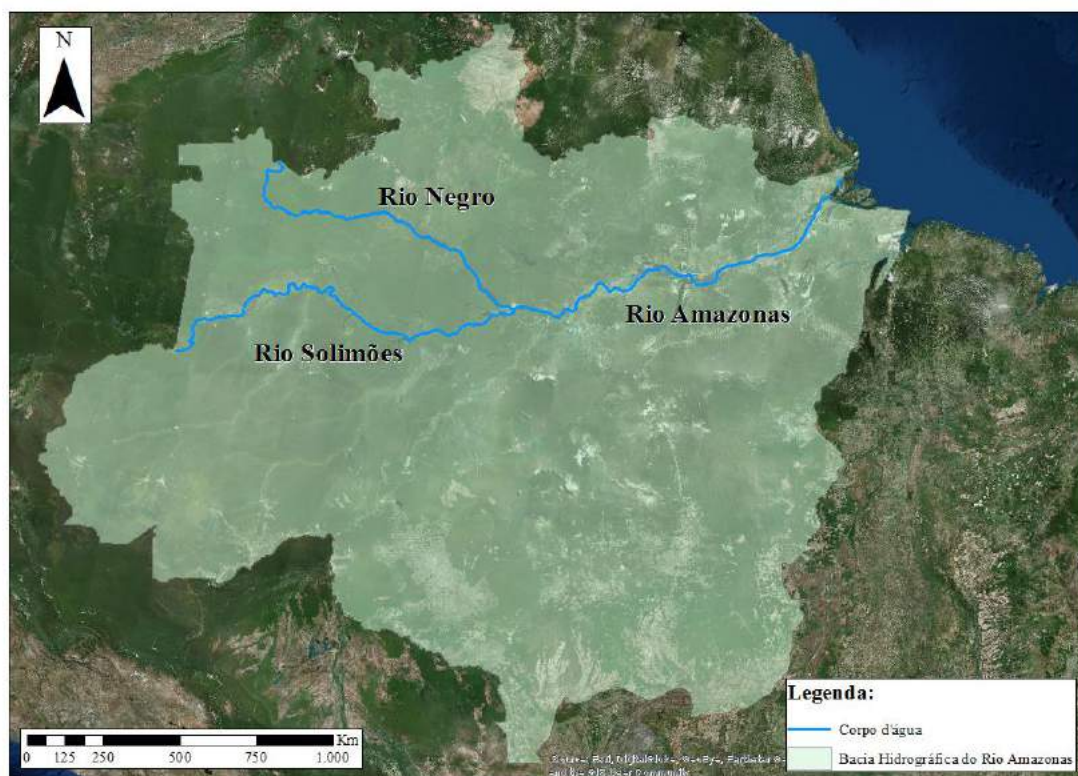 N
Rio Negro
Rio Amazonas
Rio Solimões
Legenda:
Corpo d'água
Bacia Hidrográfica do Rio Amazonas
Km
0 125 250 500 750 1.000